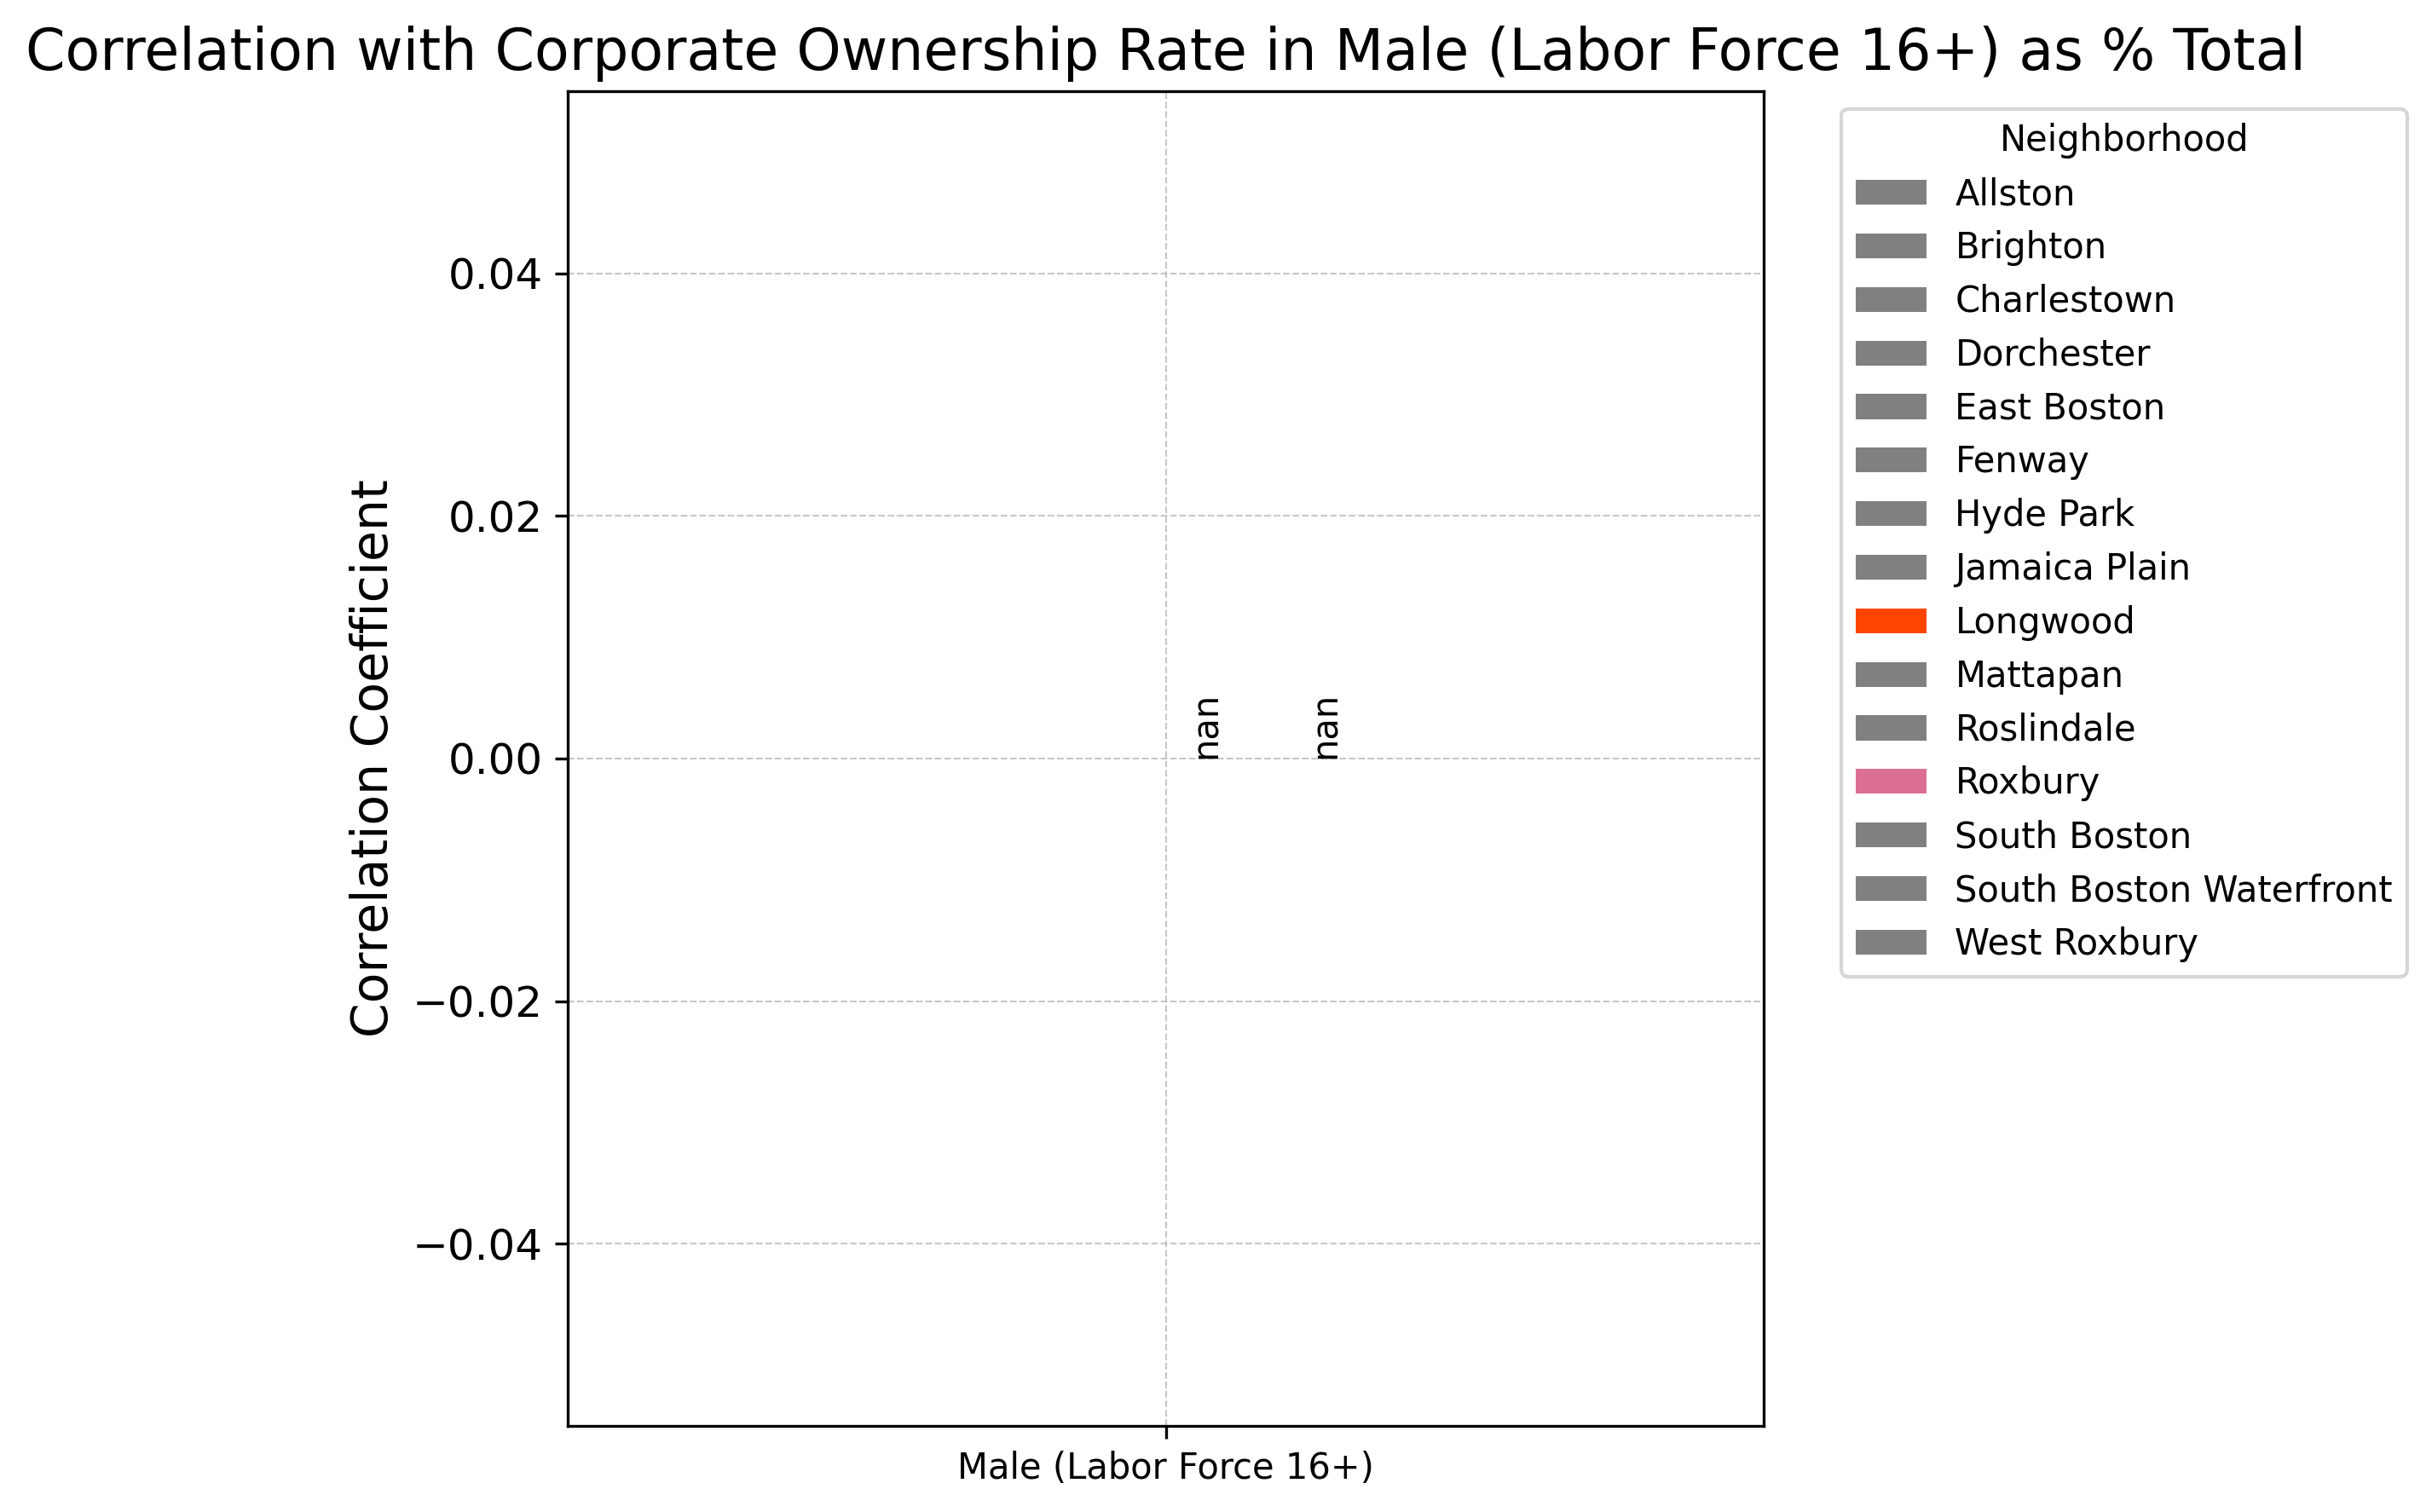 Correlation with Corporate Ownership Rate in Male (Labor Force 16+) as % Total
Correlation Coefficient
0.04
0.02
0.00
−0.02
−0.04
nan
nan
Male (Labor Force 16+)
Neighborhood
Allston
Brighton
Charlestown
Dorchester
East Boston
Fenway
Hyde Park
Jamaica Plain
Longwood
Mattapan
Roslindale
Roxbury
South Boston
South Boston Waterfront
West Roxbury